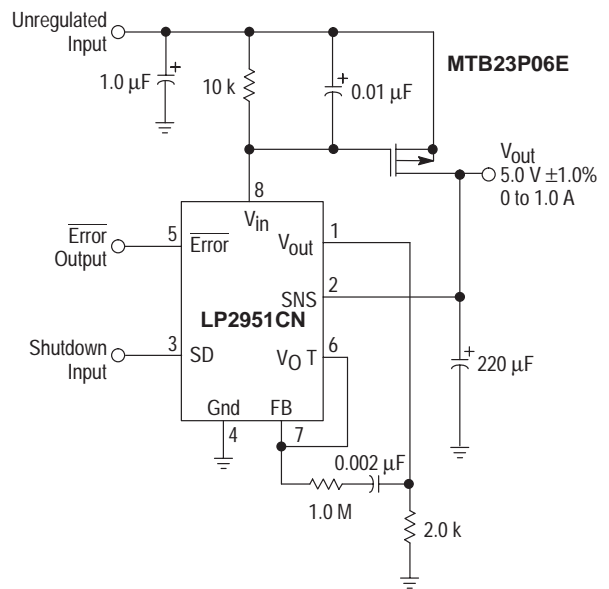 Unregulated
Input
MTB23P06E
1.0 µF
+
10 k
+
0.01 µF
Vout
5.0 V ±1.0%
0 to 1.0 A
8
Vin
Error
Output
5
Error
Vout
1
SNS
2
LP2951CN
Shutdown
Input
3
SD
VO T
6
+
220 µF
Gnd
FB
4
7
0.002 µF
1.0 M
2.0 k